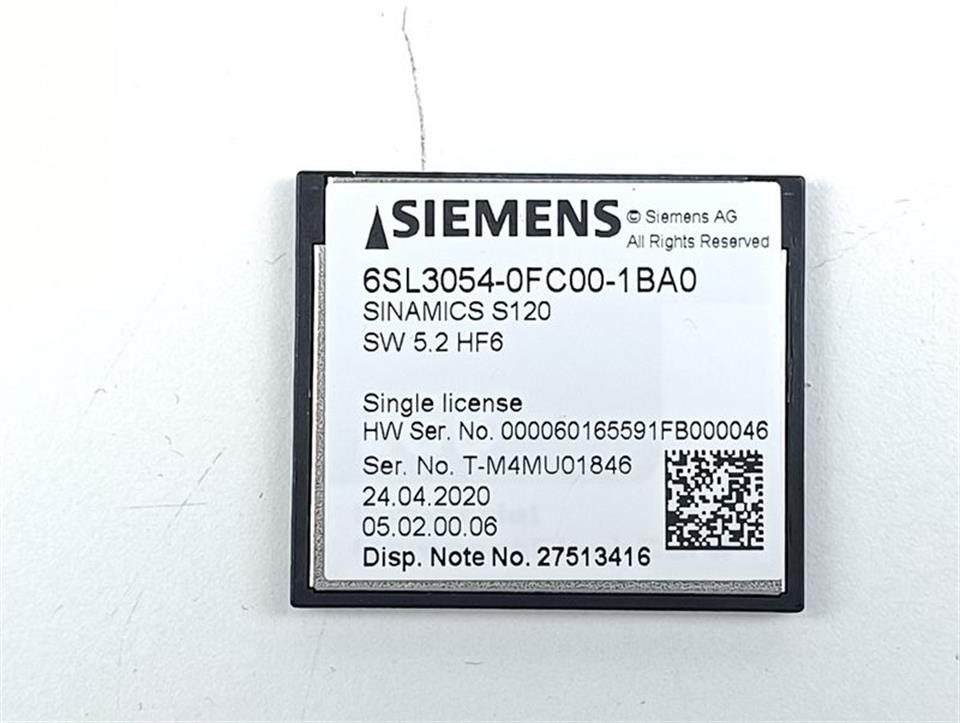 SIEMENS © Siemens AG
All Rights Reserved
6SL3054-0FC00-1BA0
SINAMICS S120
SW 5.2 HF6
Single license
HW Ser. No. 000060165591FB000046
Ser. No. T-M4MU01846
24.04.2020
05.02.00.06
Disp. Note No. 27513416